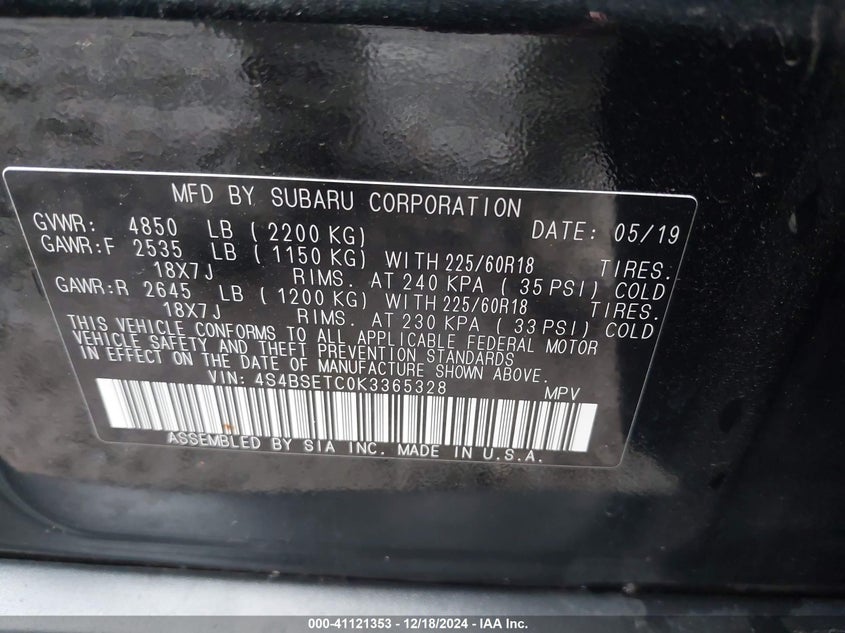 MFD BY SUBARU CORPORATION
GVWR: 4850 LB (2200 KG) DATE: 05/19
GAWR:F 2535 LB (1150 KG) WITH 225/60R18 TIRES.
18X7J RIMS. AT 240 KPA (35 PSI) COLD
GAWR:R 2645 LB (1200 KG) WITH 225/60R18 TIRES.
18X7J RIMS. AT 230 KPA (33 PSI) COLD
THIS VEHICLE CONFORMS TO ALL APPLICABLE FEDERAL MOTOR
VEHICLE SAFETY AND THEFT PREVENTION STANDARDS
IN EFFECT ON THE DATE OF MANUFACTURE SHOWN ABOVE.
VIN: 4S4BSETC0K3365328 MPV
ASSEMBLED BY SIA INC. MADE IN U.S.A.
000-41121353 - 12/18/2024 - IAA Inc.